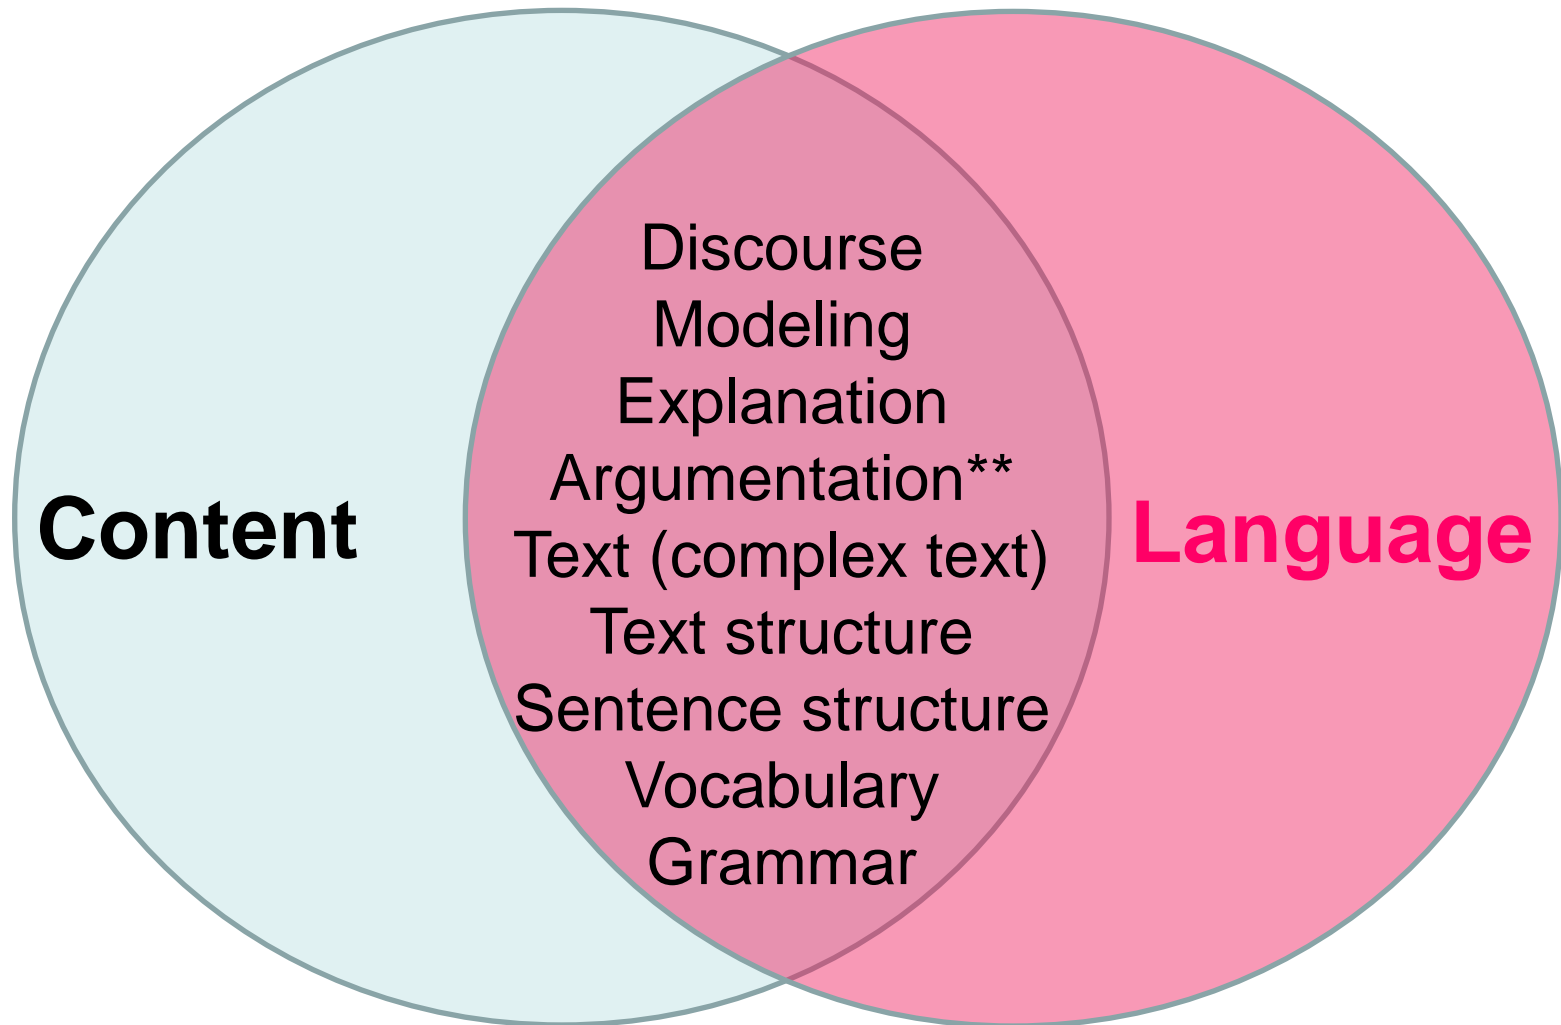 Discourse
Modeling
Explanation
Argumentation**
Content
Text (complex text)
Language
Text structure
Sentence structure
Vocabulary
Grammar